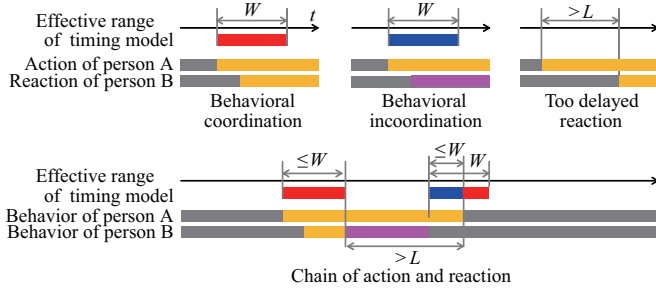 Effective range
of timing model
W
t
W
>L
Action of person A
Reaction of person B
Behavioral
coordination
Behavioral
incoordination
Too delayed
reaction
≤W
≤W
W
Effective range
of timing model
Behavior of person A
Behavior of person B
>L
Chain of action and reaction